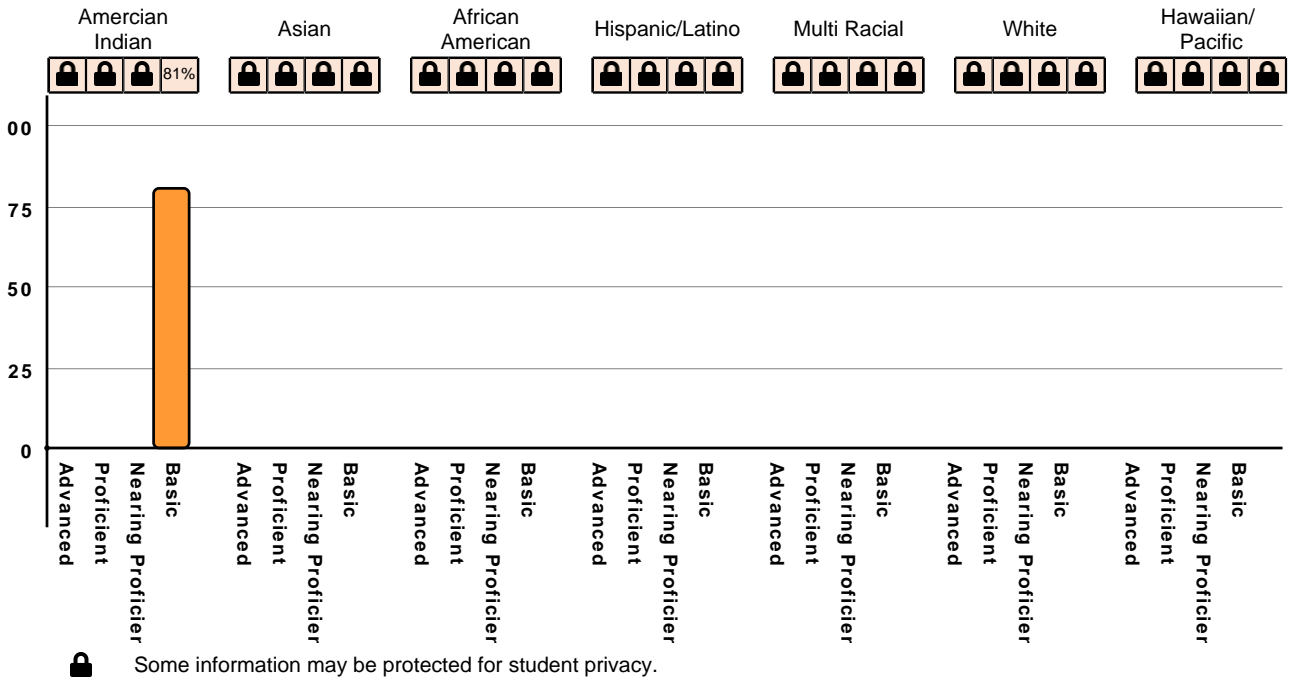 Amercian
Indian
Asian
African
American
Hispanic/Latino
Multi Racial
White
Hawaiian/
Pacific
81%
00
75
50
25
0
Advanced
Proficient
Nearing Proficier
Basic
Advanced
Proficient
Nearing Proficier
Basic
Advanced
Proficient
Nearing Proficier
Basic
Advanced
Proficient
Nearing Proficier
Basic
Advanced
Proficient
Nearing Proficier
Basic
Advanced
Proficient
Nearing Proficier
Basic
Advanced
Proficient
Nearing Proficier
Basic
Some information may be protected for student privacy.